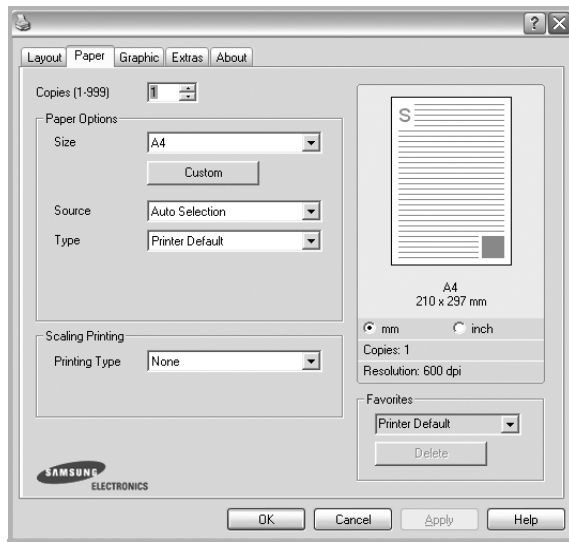 Layout Paper Graphic Extras About
Copies (1-999) 1
Paper Options
Size A4
Custom
Source Auto Selection
Type Printer Default
Scaling Printing
Printing Type None
SAMSUNG
ELECTRONICS
S
A4
210 x 297 mm
mm inch
Copies: 1
Resolution: 600 dpi
Favorites
Printer Default
Delete
OK Cancel Apply Help